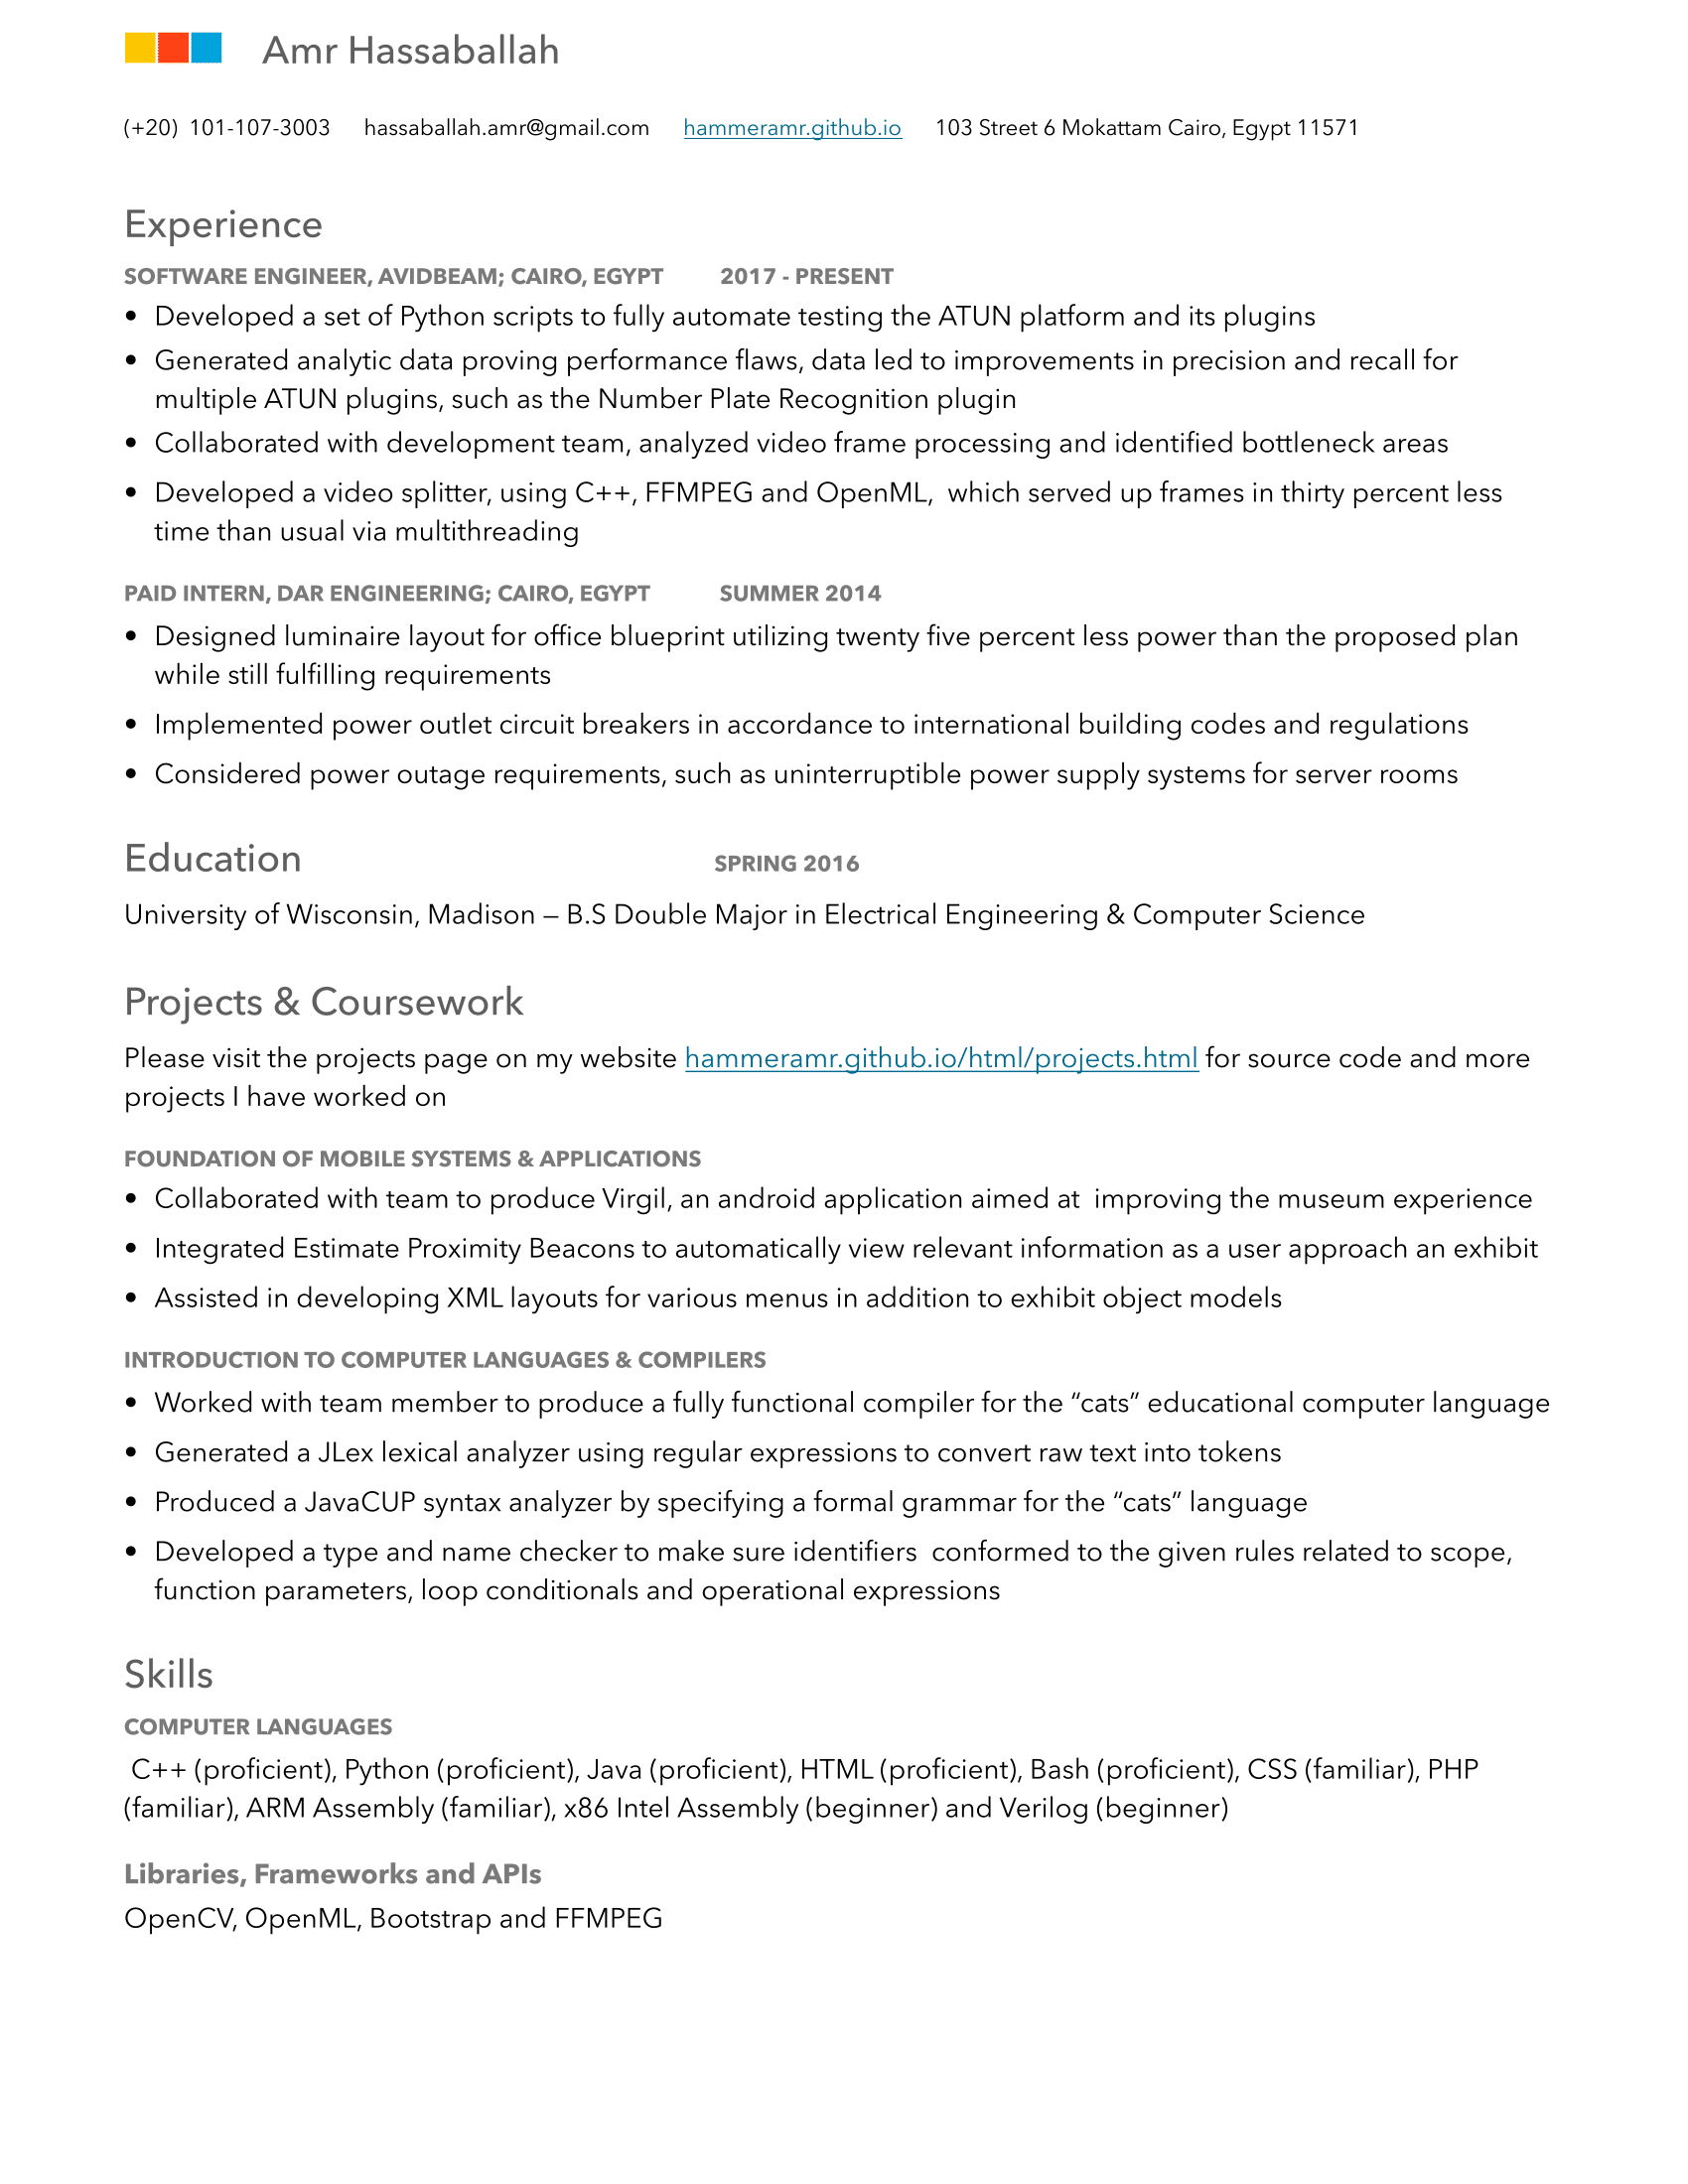 Amr Hassaballah
(+20) 101-107-3003 hassaballah.amr@gmail.com hammeramr.github.io 103 Street 6 Mokattam Cairo, Egypt 11571
Experience
SOFTWARE ENGINEER, AVIDBEAM; CAIRO, EGYPT 2017 - PRESENT
• Developed a set of Python scripts to fully automate testing the ATUN platform and its plugins
• Generated analytic data proving performance flaws, data led to improvements in precision and recall for
multiple ATUN plugins, such as the Number Plate Recognition plugin
• Collaborated with development team, analyzed video frame processing and identified bottleneck areas
• Developed a video splitter, using C++, FFMPEG and OpenML, which served up frames in thirty percent less
time than usual via multithreading
PAID INTERN, DAR ENGINEERING; CAIRO, EGYPT SUMMER 2014
• Designed luminaire layout for office blueprint utilizing twenty five percent less power than the proposed plan
while still fulfilling requirements
• Implemented power outlet circuit breakers in accordance to international building codes and regulations
• Considered power outage requirements, such as uninterruptible power supply systems for server rooms
Education SPRING 2016
University of Wisconsin, Madison — B.S Double Major in Electrical Engineering & Computer Science
Projects & Coursework
Please visit the projects page on my website hammeramr.github.io/html/projects.html for source code and more
projects I have worked on
FOUNDATION OF MOBILE SYSTEMS & APPLICATIONS
• Collaborated with team to produce Virgil, an android application aimed at improving the museum experience
• Integrated Estimate Proximity Beacons to automatically view relevant information as a user approach an exhibit
• Assisted in developing XML layouts for various menus in addition to exhibit object models
INTRODUCTION TO COMPUTER LANGUAGES & COMPILERS
• Worked with team member to produce a fully functional compiler for the “cats” educational computer language
• Generated a JLex lexical analyzer using regular expressions to convert raw text into tokens
• Produced a JavaCUP syntax analyzer by specifying a formal grammar for the “cats” language
• Developed a type and name checker to make sure identifiers conformed to the given rules related to scope,
function parameters, loop conditionals and operational expressions
Skills
COMPUTER LANGUAGES
C++ (proficient), Python (proficient), Java (proficient), HTML (proficient), Bash (proficient), CSS (familiar), PHP
(familiar), ARM Assembly (familiar), x86 Intel Assembly (beginner) and Verilog (beginner)
Libraries, Frameworks and APIs
OpenCV, OpenML, Bootstrap and FFMPEG